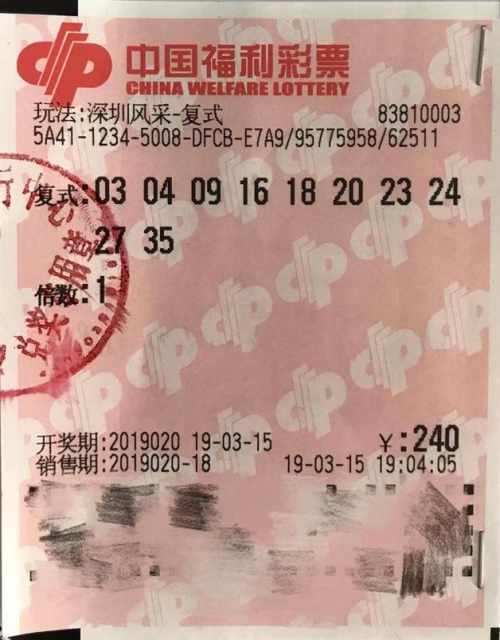 中国福利彩票
CHINA WELFARE LOTTERY
玩法:深圳风采-复式 83810003
5A41-1234-5008-DFCB-E7A9/95775958/62511
复式:03 04 09 16 18 20 23 24
27 35
倍数:1
开奖期:2019020 19-03-15 ￥:240
销售期:2019020-18 19-03-15 19:04:05